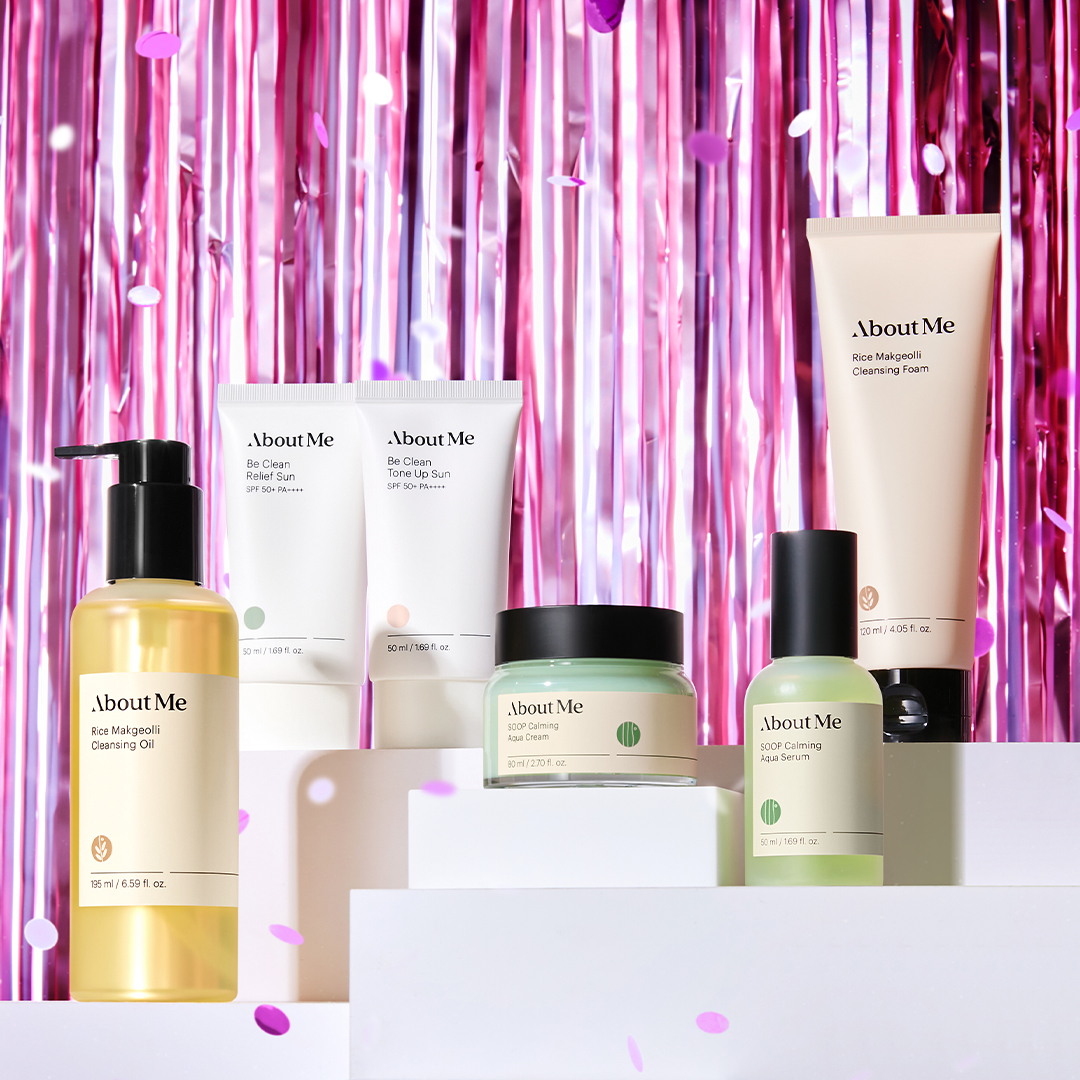 About Me
Rice Makgeolli
Cleansing Oil
195 ml / 6.59 fl. oz.
About Me
Be Clean
Relief Sun
SPF 50+ PA++++
50 ml / 1.69 fl. oz.
About Me
Be Clean
Tone Up Sun
SPF 50+ PA++++
50 ml / 1.69 fl. oz.
About Me
SOOP Calming
Aqua Cream
80 ml / 2.70 fl. oz.
About Me
SOOP Calming
Aqua Serum
50 ml / 1.69 fl. oz.
About Me
Rice Makgeolli
Cleansing Foam
120 ml / 4.05 fl. oz.